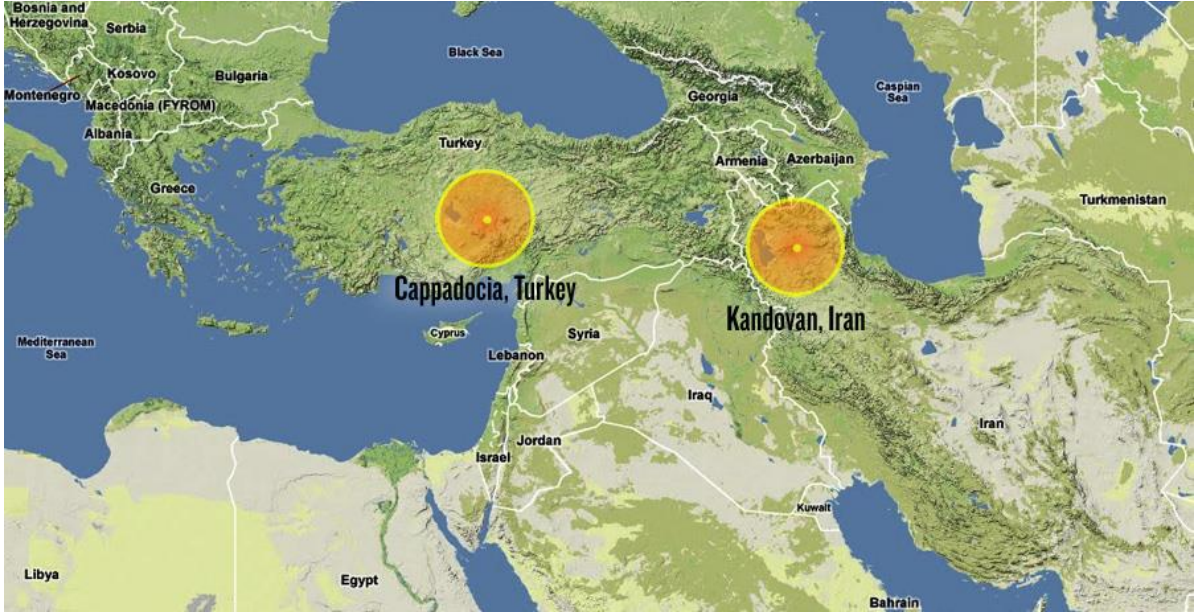 Bosnia and
Herzegovina
Serbia
Black Sea
Kosovo
Bulgaria
Montenegro
Macedonia (FYROM)
Georgia
Caspian
Sea
Albania
Turkey
Armenia
Azerbaijan
Greece
Turkmenistan
Cappadocia, Turkey
Kandovan, Iran
Cyprus
Syria
Mediterranean
Sea
Lebanon
Iraq
Iran
Jordan
Israel
Kuwait
Libya
Egypt
Bahrain